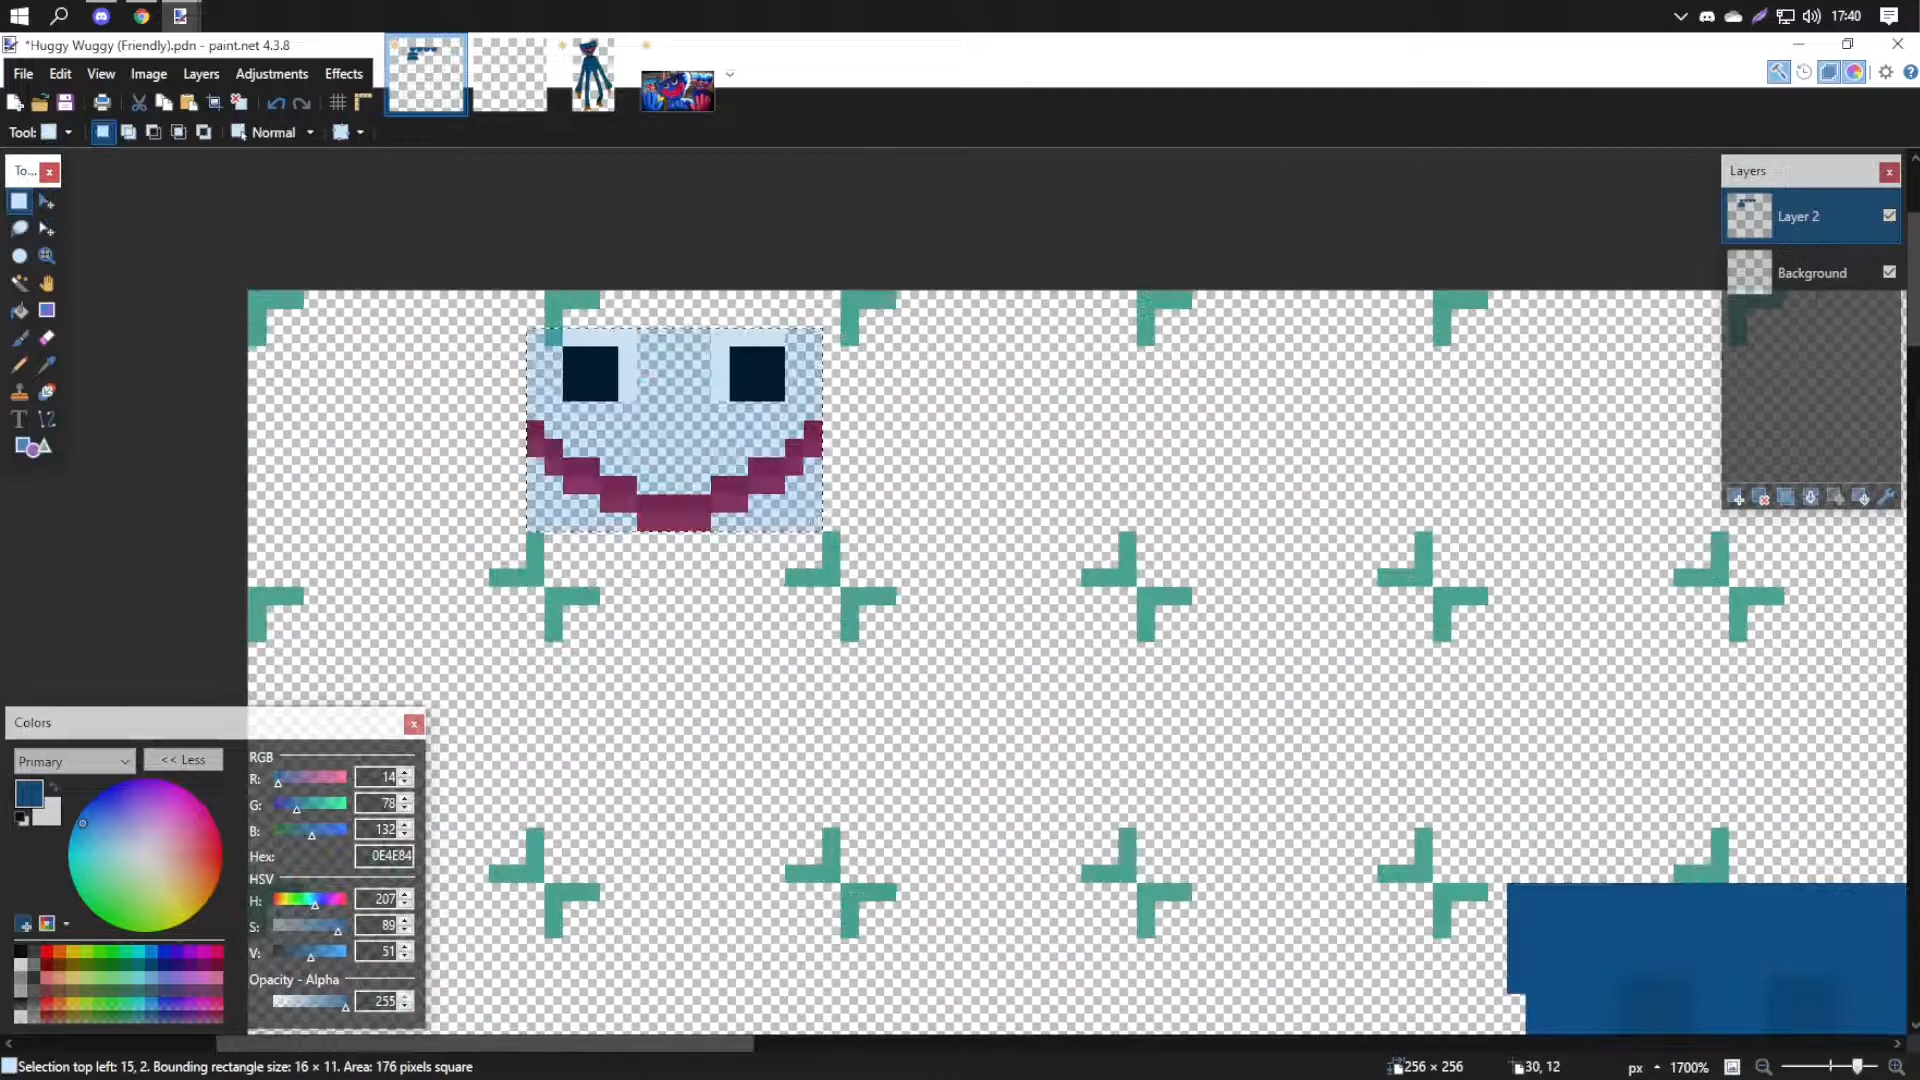 17:40
*Huggy Wuggy (Friendly).pdn - paint.net 4.3.8
File Edit View Image Layers Adjustments Effects
Tool: Normal
To...
Layers
Layer 2
Background
Colors
Primary
<< Less
RGB
R: 14
G: 78
B: 132
Hex: 0E4E84
HSV
H: 207
S: 89
V: 51
Opacity - Alpha
255
Selection top left: 15, 2. Bounding rectangle size: 16 × 11. Area: 176 pixels square
256 × 256
30, 12
px
1700%